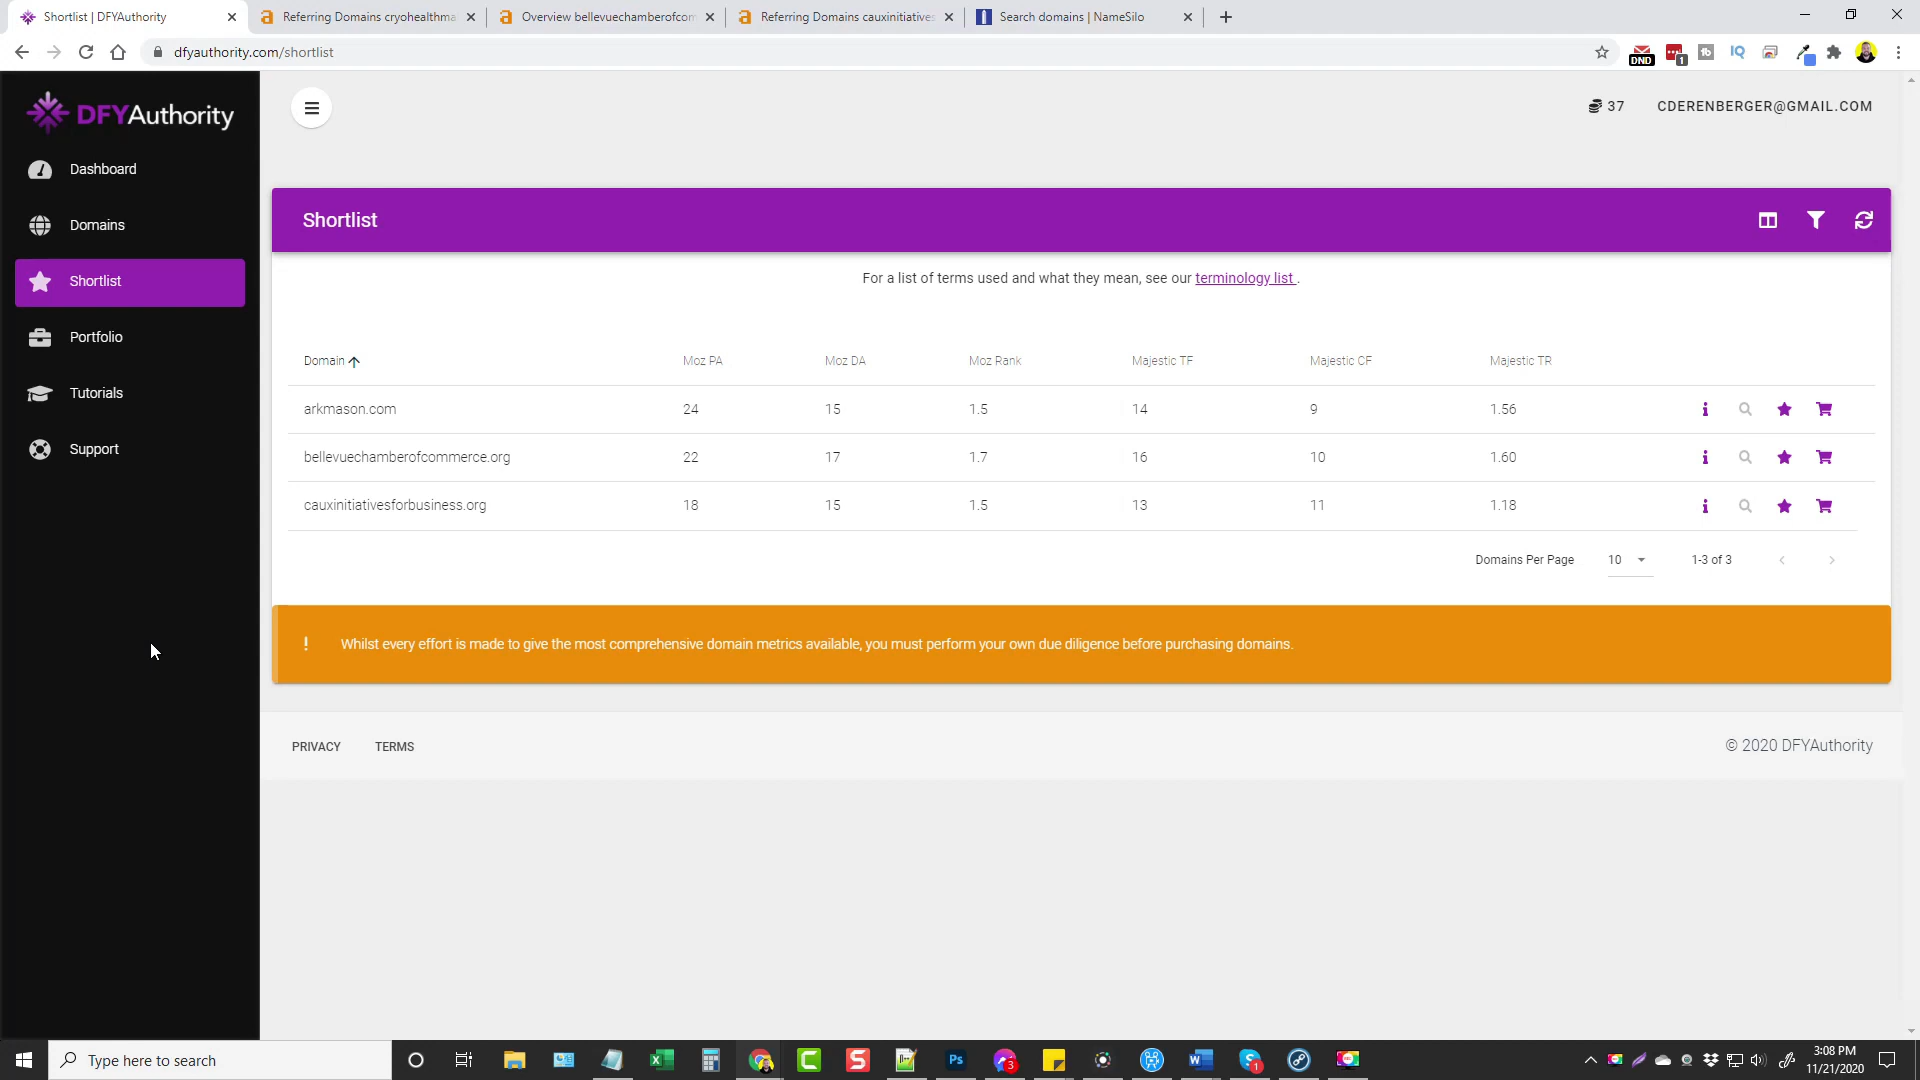 Shortlist | DFYAuthority
Referring Domains cryohealthma
Overview bellevuechamberofcom
Referring Domains cauxinitiatives
Search domains | NameSilo
dfyauthority.com/shortlist
DND
1
DFYAuthority
37
CDERENBERGER@GMAIL.COM
Dashboard
Domains
Shortlist
Portfolio
Tutorials
Support
Shortlist
For a list of terms used and what they mean, see our terminology list .
Domain Moz PA Moz DA Moz Rank Majestic TF Majestic CF Majestic TR
arkmason.com 24 15 1.5 14 9 1.56
bellevuechamberofcommerce.org 22 17 1.7 16 10 1.60
cauxinitiativesforbusiness.org 18 15 1.5 13 11 1.18
Domains Per Page 10 1-3 of 3
! Whilst every effort is made to give the most comprehensive domain metrics available, you must perform your own due diligence before purchasing domains.
PRIVACY TERMS
© 2020 DFYAuthority
Type here to search
Ps
3
1
3:08 PM
11/21/2020